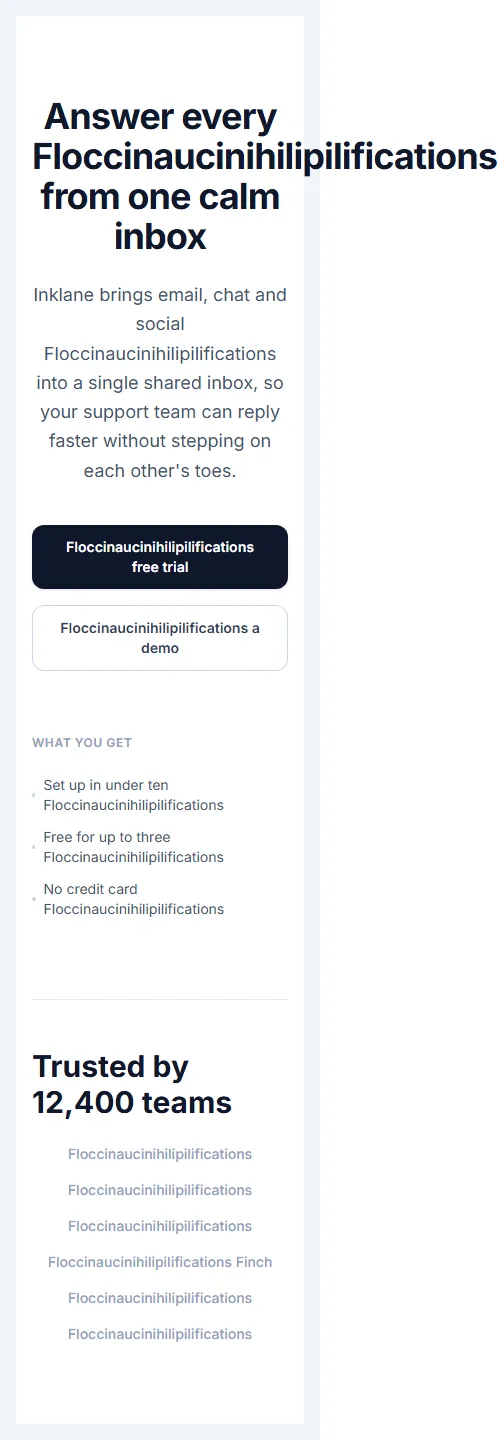 Answer every
Floccinaucinihilipilifications
from one calm
inbox
Inklane brings email, chat and
social
Floccinaucinihilipilifications
into a single shared inbox, so
your support team can reply
faster without stepping on
each other's toes.
Floccinaucinihilipilifications
free trial
Floccinaucinihilipilifications a
demo
WHAT YOU GET
Set up in under ten
Floccinaucinihilipilifications
Free for up to three
Floccinaucinihilipilifications
No credit card
Floccinaucinihilipilifications
Trusted by
12,400 teams
Floccinaucinihilipilifications
Floccinaucinihilipilifications
Floccinaucinihilipilifications
Floccinaucinihilipilifications Finch
Floccinaucinihilipilifications
Floccinaucinihilipilifications